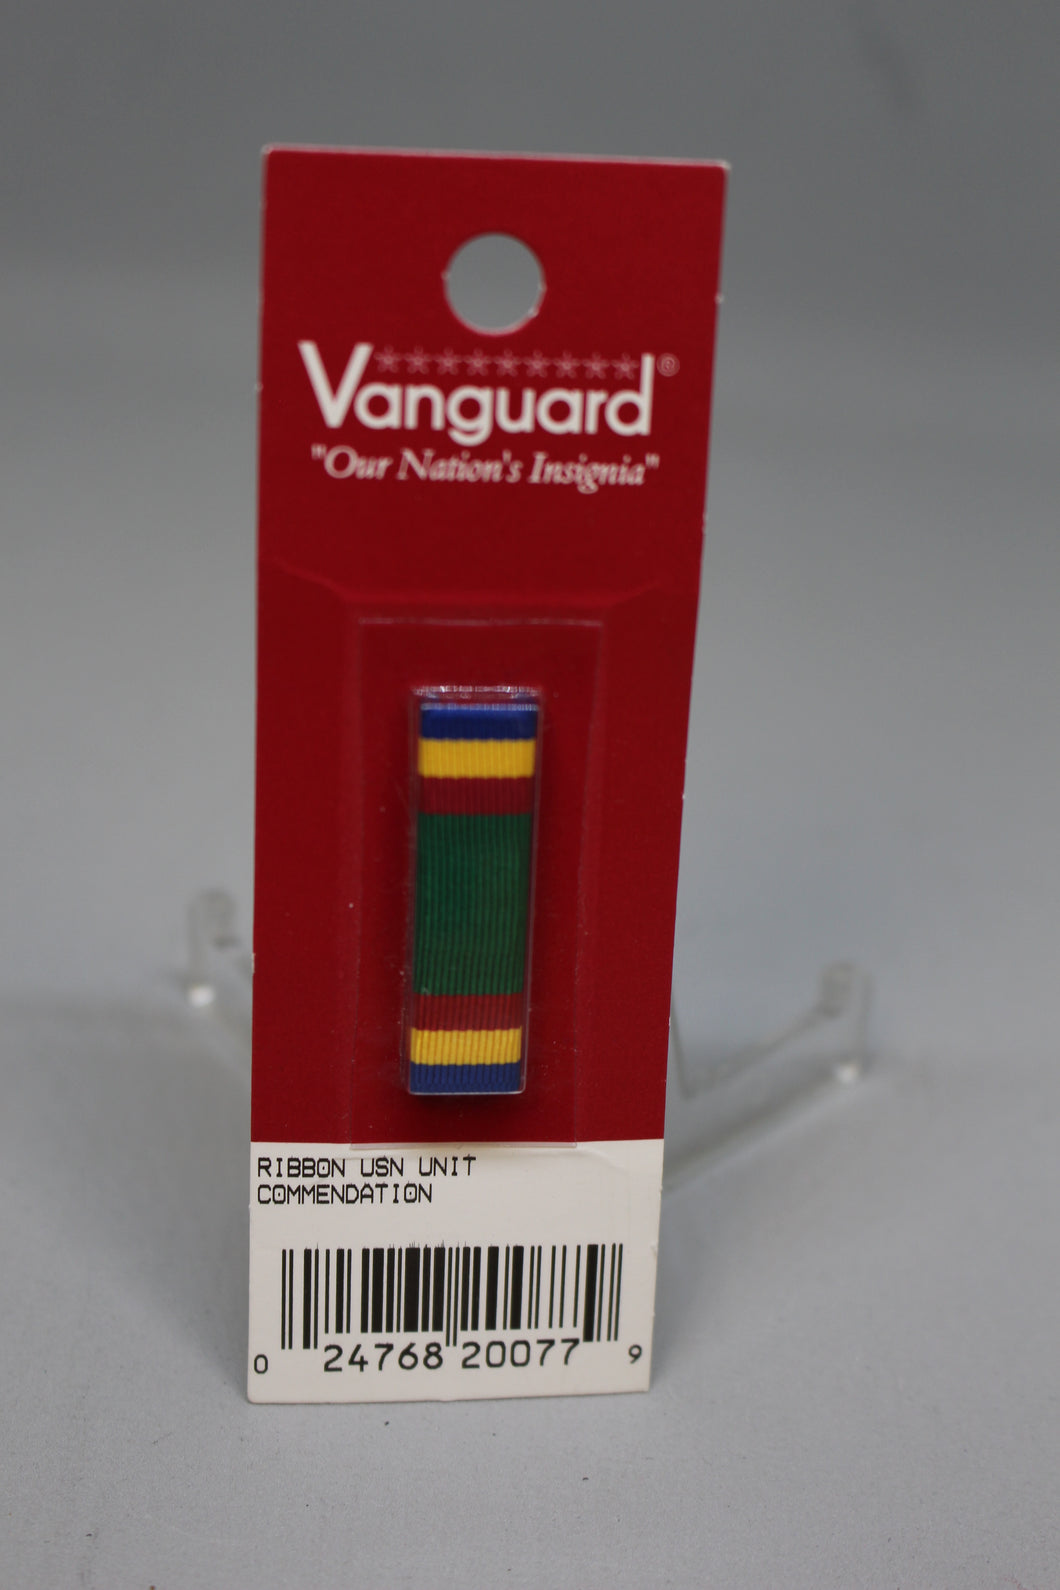 Vanguard®
"Our Nation's Insignia"
RIBBON USN UNIT
COMMENDATION
0 24768 20077 9